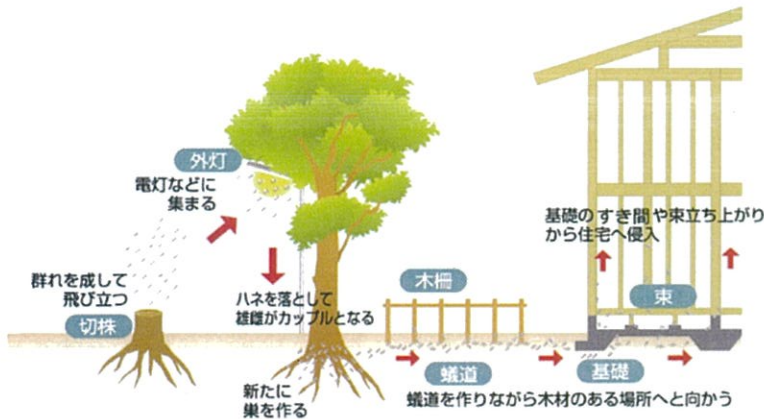 外灯
電灯などに
集まる
群れを成して
飛び立つ
切株
ハネを落として
雄雌がカップルとなる
新たに
巣を作る
木柵
蟻道
蟻道を作りながら木材のある場所へと向かう
基礎のすき間や束立ち上がり
から住宅へ侵入
束
基礎